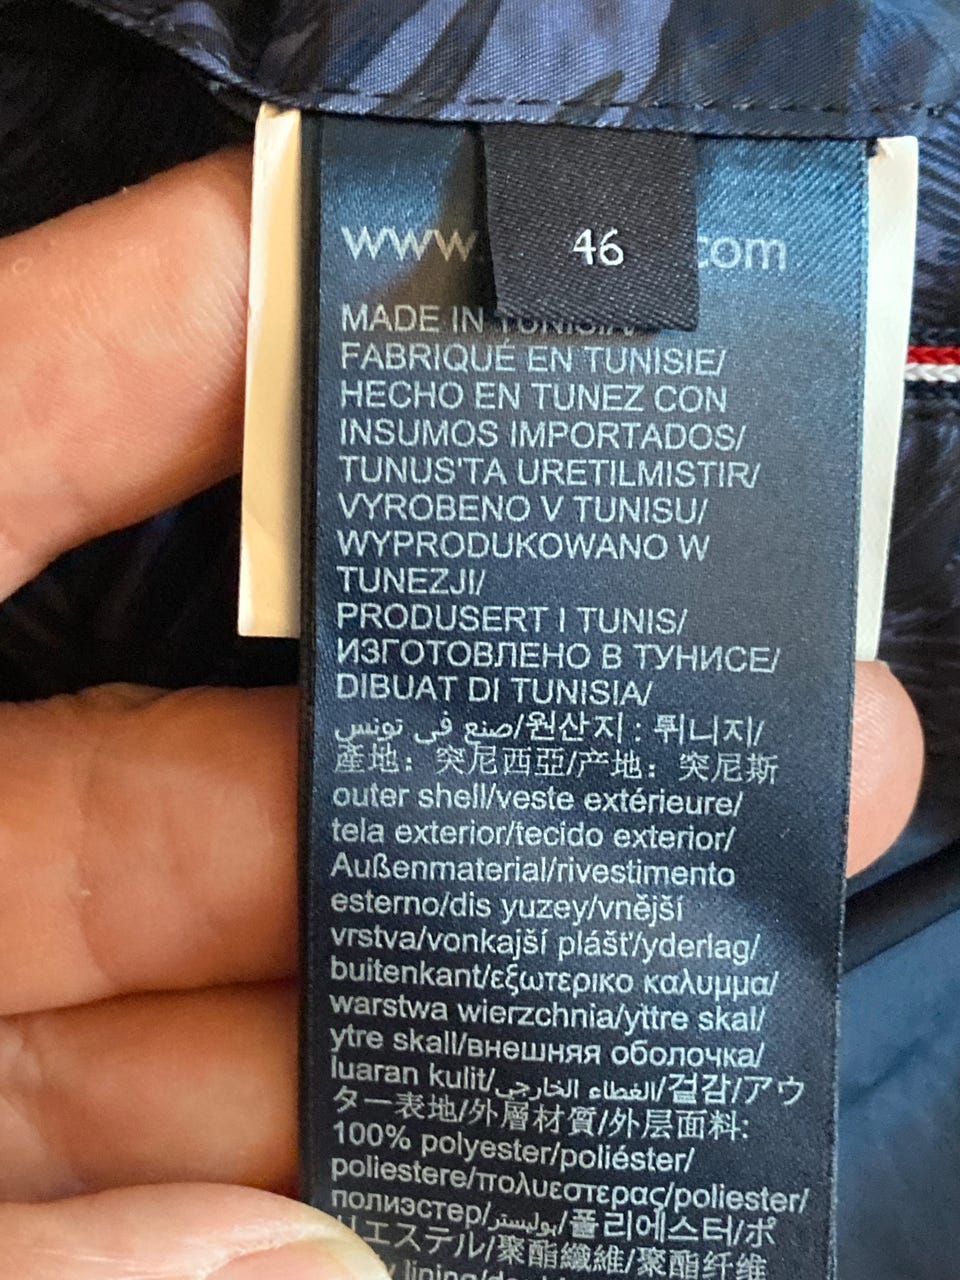 46
www .com
MADE IN TUNISIA/
FABRIQUÉ EN TUNISIE/
HECHO EN TUNEZ CON
INSUMOS IMPORTADOS/
TUNUS'TA URETILMISTIR/
VYROBENO V TUNISU/
WYPRODUKOWANO W
TUNEZJI/
PRODUSERT I TUNIS/
ИЗГОТОВЛЕНО В ТУНИСЕ/
DIBUAT DI TUNISIA/
صنع في تونس/원산지 : 튀니지/
產地：突尼西亞/产地：突尼斯
outer shell/veste extérieure/
tela exterior/tecido exterior/
Außenmaterial/rivestimento
esterno/dis yuzey/vnější
vrstva/vonkajší plášť/yderlag/
buitenkant/εξωτερικο καλυμμα/
warstwa wierzchnia/yttre skal/
ytre skall/внешняя оболочка/
luaran kulit/الغطاء الخارجي/겉감/アウ
ター表地/外層材質/外层面料:
100% polyester/poliéster/
poliestere/πολυεστερας/poliester/
полиэстер/بوليستر/폴리에스터/ポ
リエステル/聚酯纖維/聚酯纤维
lining/